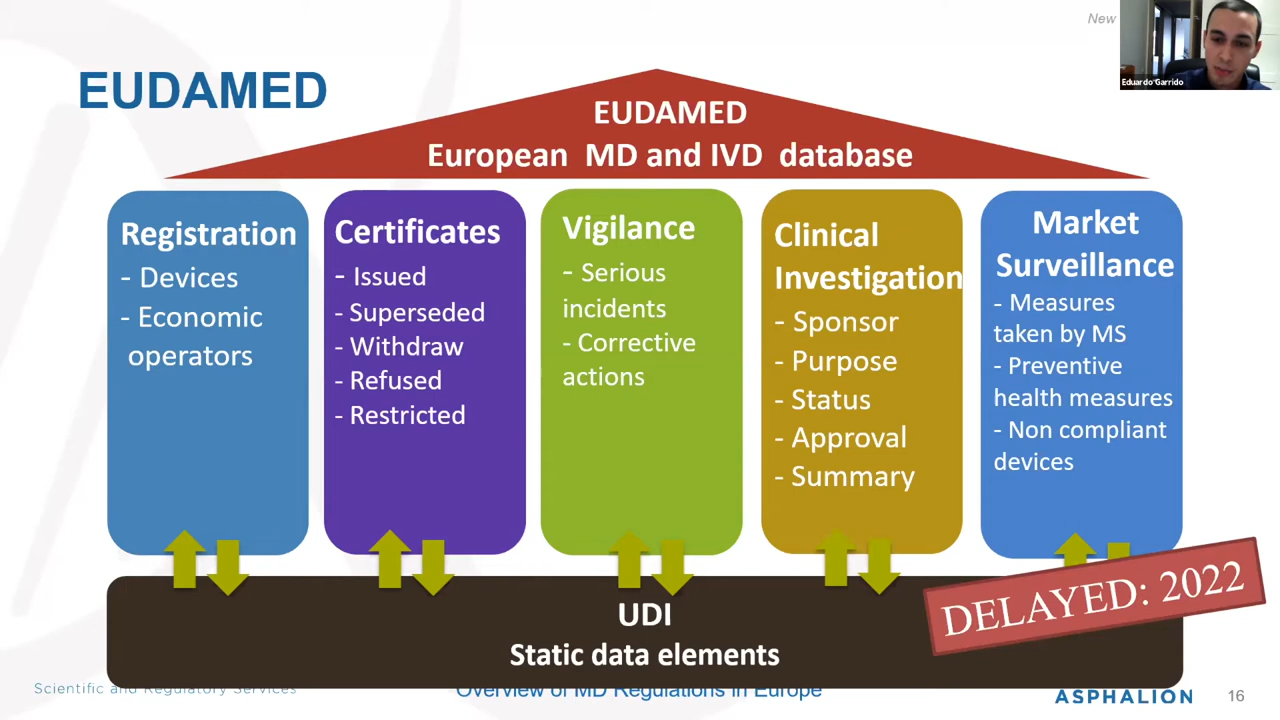 New
Eduardo Garrido
EUDAMED
EUDAMED
European MD and IVD database
Registration
- Devices
- Economic
operators
Certificates
- Issued
- Superseded
- Withdraw
- Refused
- Restricted
Vigilance
- Serious
incidents
- Corrective
actions
Clinical
Investigation
- Sponsor
- Purpose
- Status
- Approval
- Summary
Market
Surveillance
- Measures
taken by MS
- Preventive
health measures
- Non compliant
devices
DELAYED: 2022
UDI
Static data elements
Scientific and Regulatory Services
Overview of MD Regulations in Europe
ASPHALION
16